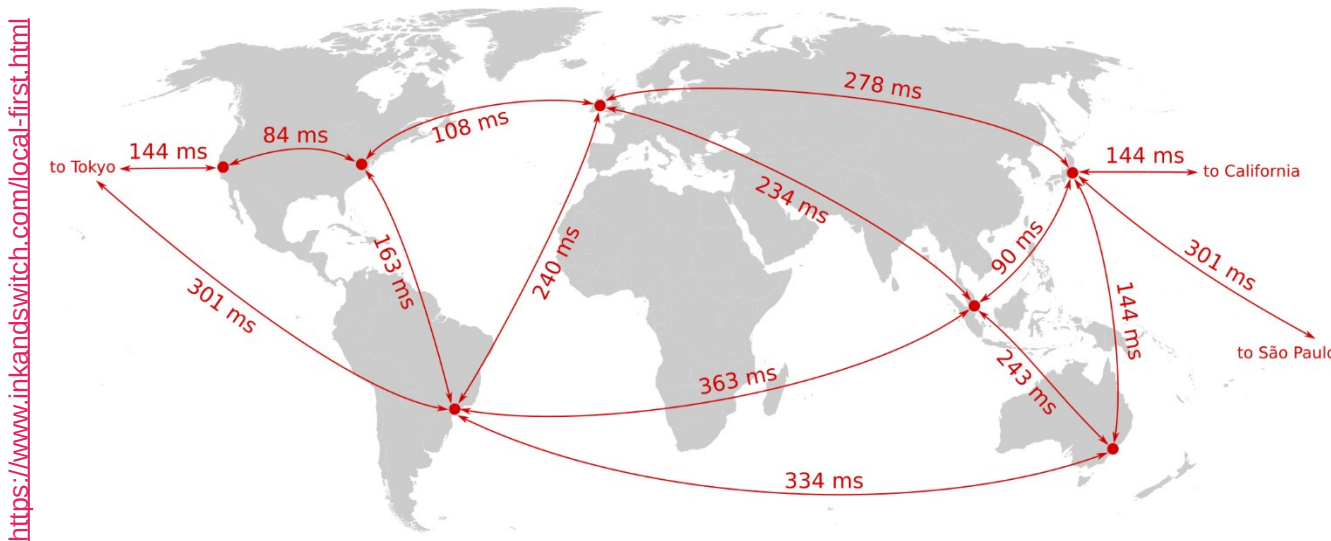 https://www.inkandswitch.com/local-first.html
278 ms
108 ms
84 ms
to Tokyo
144 ms
144 ms
to California
234 ms
163 ms
240 ms
90 ms
301 ms
301 ms
144 ms
to São Paulo
363 ms
243 ms
334 ms